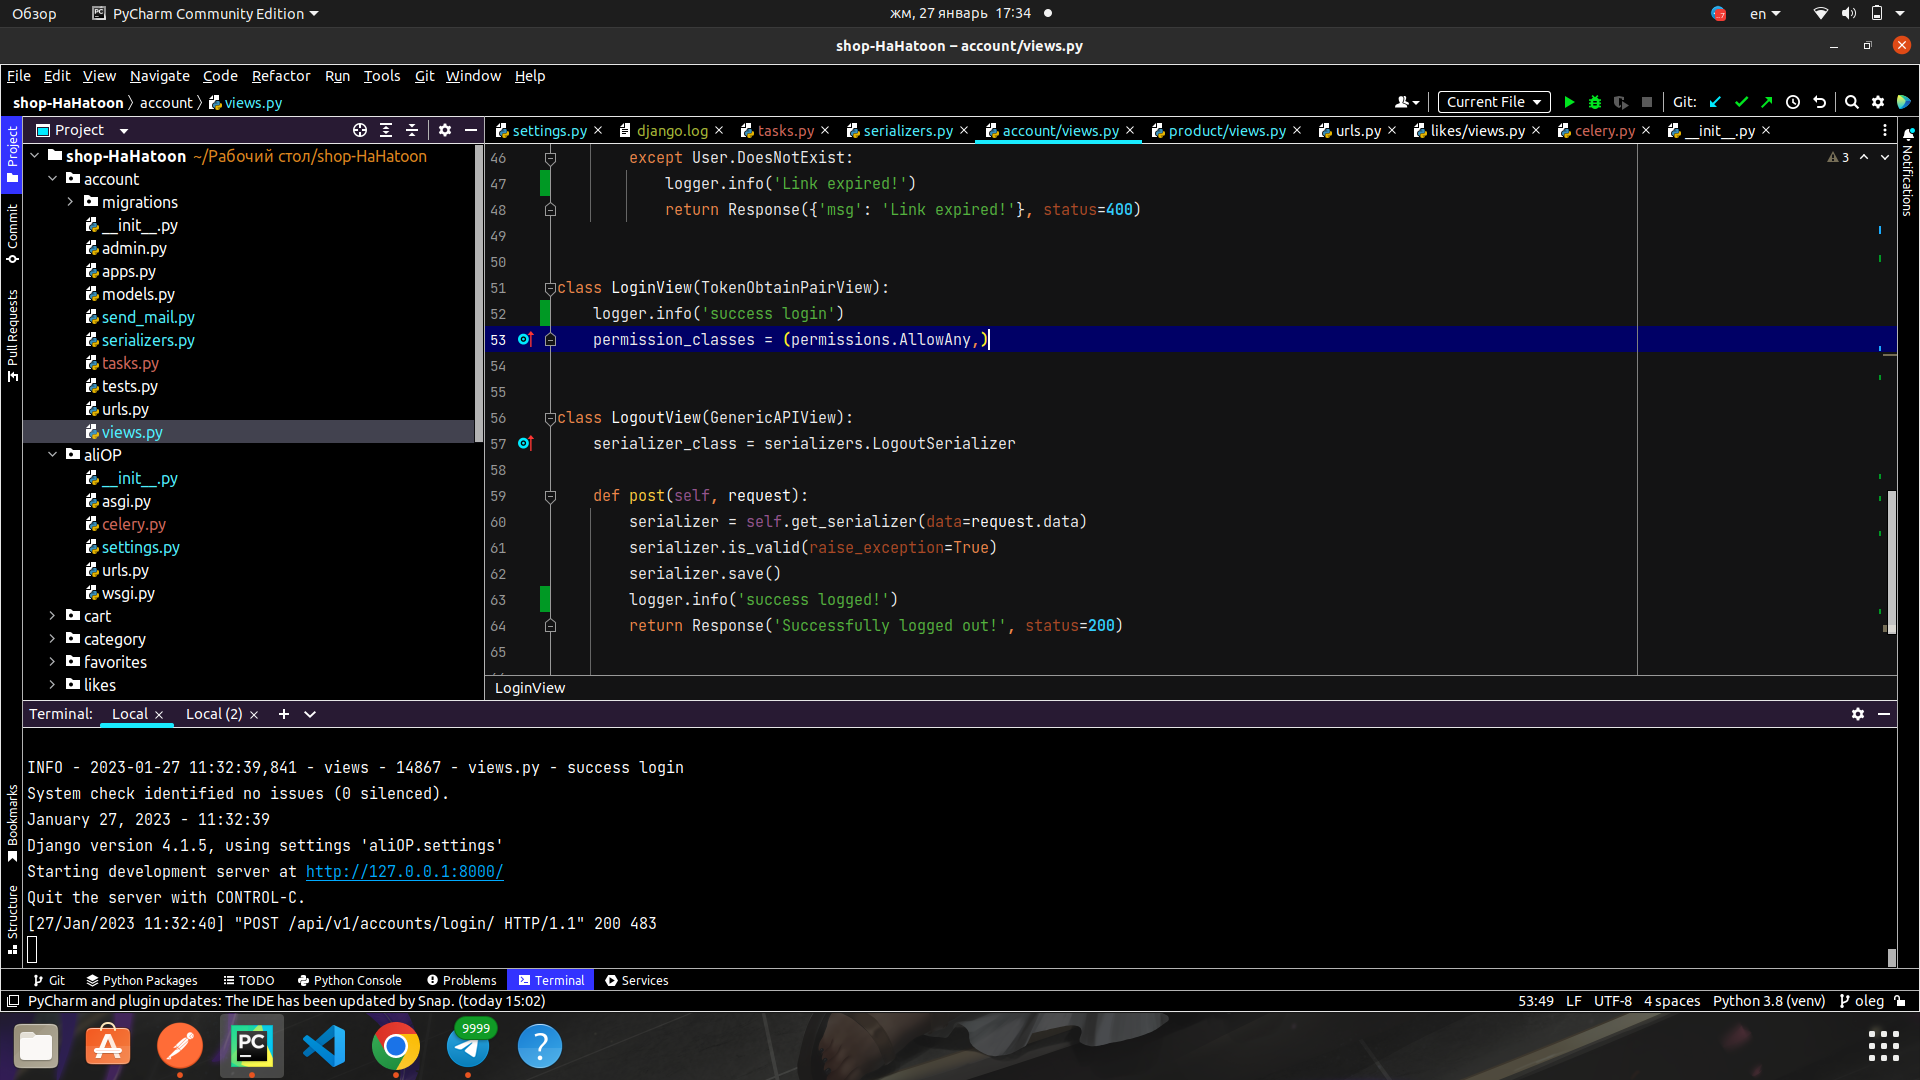 Обзор
PyCharm Community Edition
жм, 27 январь 17:34
en
shop-HaHatoon – account/views.py
File Edit View Navigate Code Refactor Run Tools Git Window Help
shop-HaHatoon account views.py
Current File
Git:
Project
settings.py
django.log
tasks.py
serializers.py
account/views.py
product/views.py
urls.py
likes/views.py
celery.py
__init__.py
Project
Commit
Pull Requests
Bookmarks
Structure
Notifications
shop-HaHatoon ~/Рабочий стол/shop-HaHatoon
account
migrations
__init__.py
admin.py
apps.py
models.py
send_mail.py
serializers.py
tasks.py
tests.py
urls.py
views.py
aliOP
__init__.py
asgi.py
celery.py
settings.py
urls.py
wsgi.py
cart
category
favorites
likes
3
46 except User.DoesNotExist:
47 logger.info('Link expired!')
48 return Response({'msg': 'Link expired!'}, status=400)
49
50
51 class LoginView(TokenObtainPairView):
52 logger.info('success login')
53 permission_classes = (permissions.AllowAny,)
54
55
56 class LogoutView(GenericAPIView):
57 serializer_class = serializers.LogoutSerializer
58
59 def post(self, request):
60 serializer = self.get_serializer(data=request.data)
61 serializer.is_valid(raise_exception=True)
62 serializer.save()
63 logger.info('success logged!')
64 return Response('Successfully logged out!', status=200)
65
LoginView
Terminal: Local Local (2)
INFO - 2023-01-27 11:32:39,841 - views - 14867 - views.py - success login
System check identified no issues (0 silenced).
January 27, 2023 - 11:32:39
Django version 4.1.5, using settings 'aliOP.settings'
Starting development server at http://127.0.0.1:8000/
Quit the server with CONTROL-C.
[27/Jan/2023 11:32:40] "POST /api/v1/accounts/login/ HTTP/1.1" 200 483
Git Python Packages TODO Python Console Problems Terminal Services
PyCharm and plugin updates: The IDE has been updated by Snap. (today 15:02)
53:49 LF UTF-8 4 spaces Python 3.8 (venv) oleg
PC
9999
?